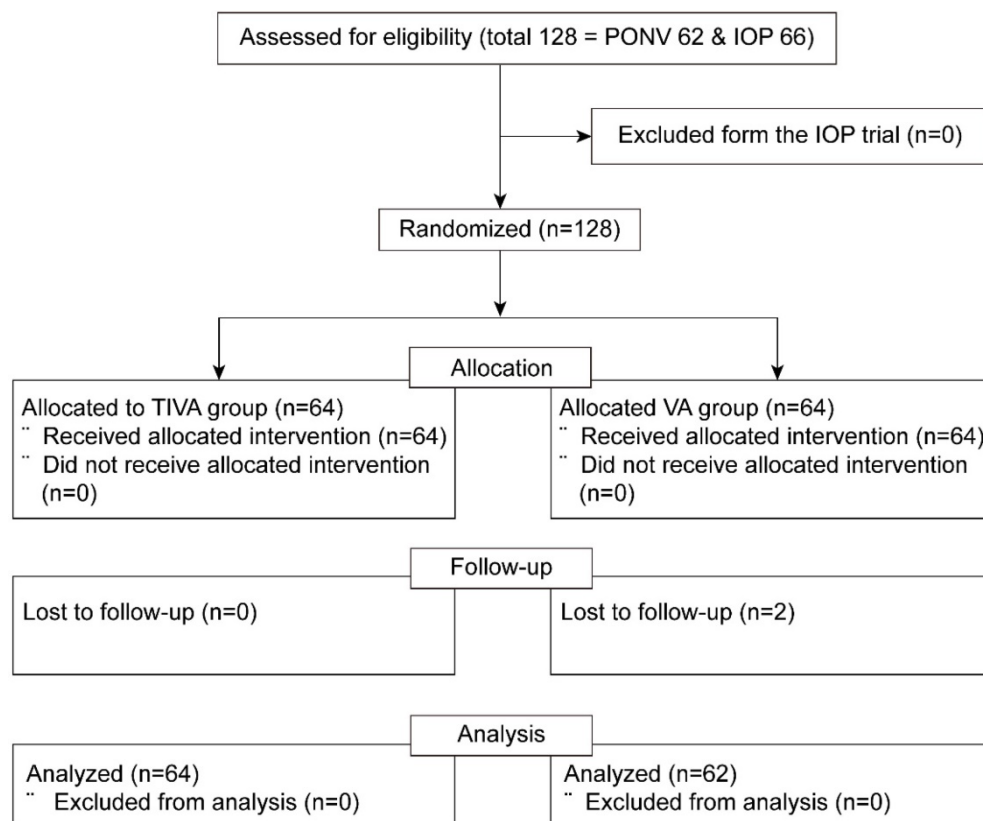 Assessed for eligibility (total 128 = PONV 62 & IOP 66)
Excluded form the IOP trial (n=0)
Randomized (n=128)
Allocation
Allocated to TIVA group (n=64)
¨ Received allocated intervention (n=64)
¨ Did not receive allocated intervention
(n=0)
Allocated VA group (n=64)
¨ Received allocated intervention (n=64)
¨ Did not receive allocated intervention
(n=0)
Follow-up
Lost to follow-up (n=0)
Lost to follow-up (n=2)
Analysis
Analyzed (n=64)
¨ Excluded from analysis (n=0)
Analyzed (n=62)
¨ Excluded from analysis (n=0)